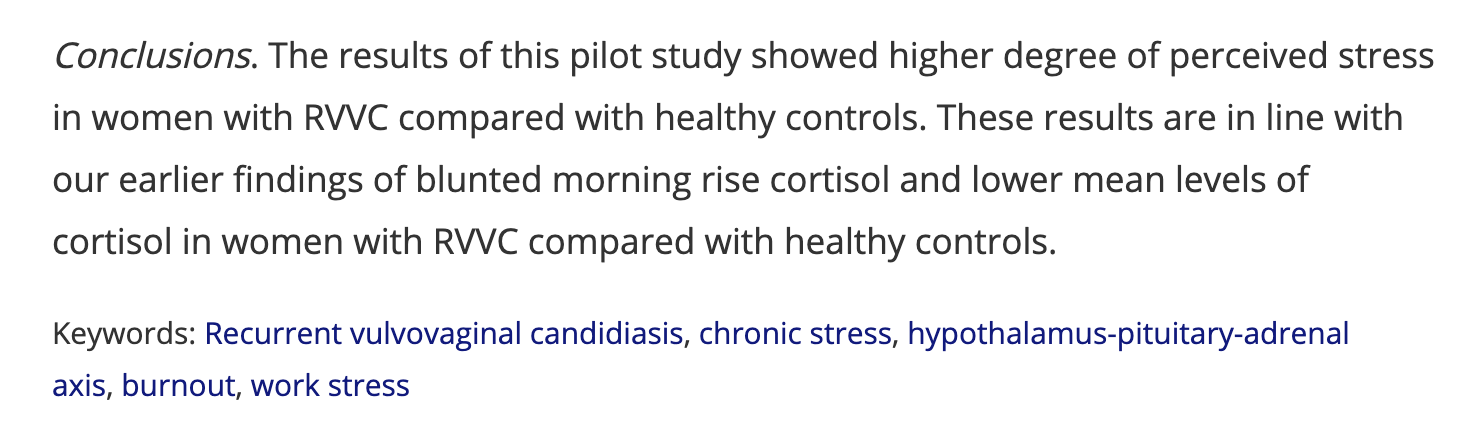 Conclusions. The results of this pilot study showed higher degree of perceived stress
in women with RVVC compared with healthy controls. These results are in line with
our earlier findings of blunted morning rise cortisol and lower mean levels of
cortisol in women with RVVC compared with healthy controls.
Keywords: Recurrent vulvovaginal candidiasis, chronic stress, hypothalamus-pituitary-adrenal
axis, burnout, work stress